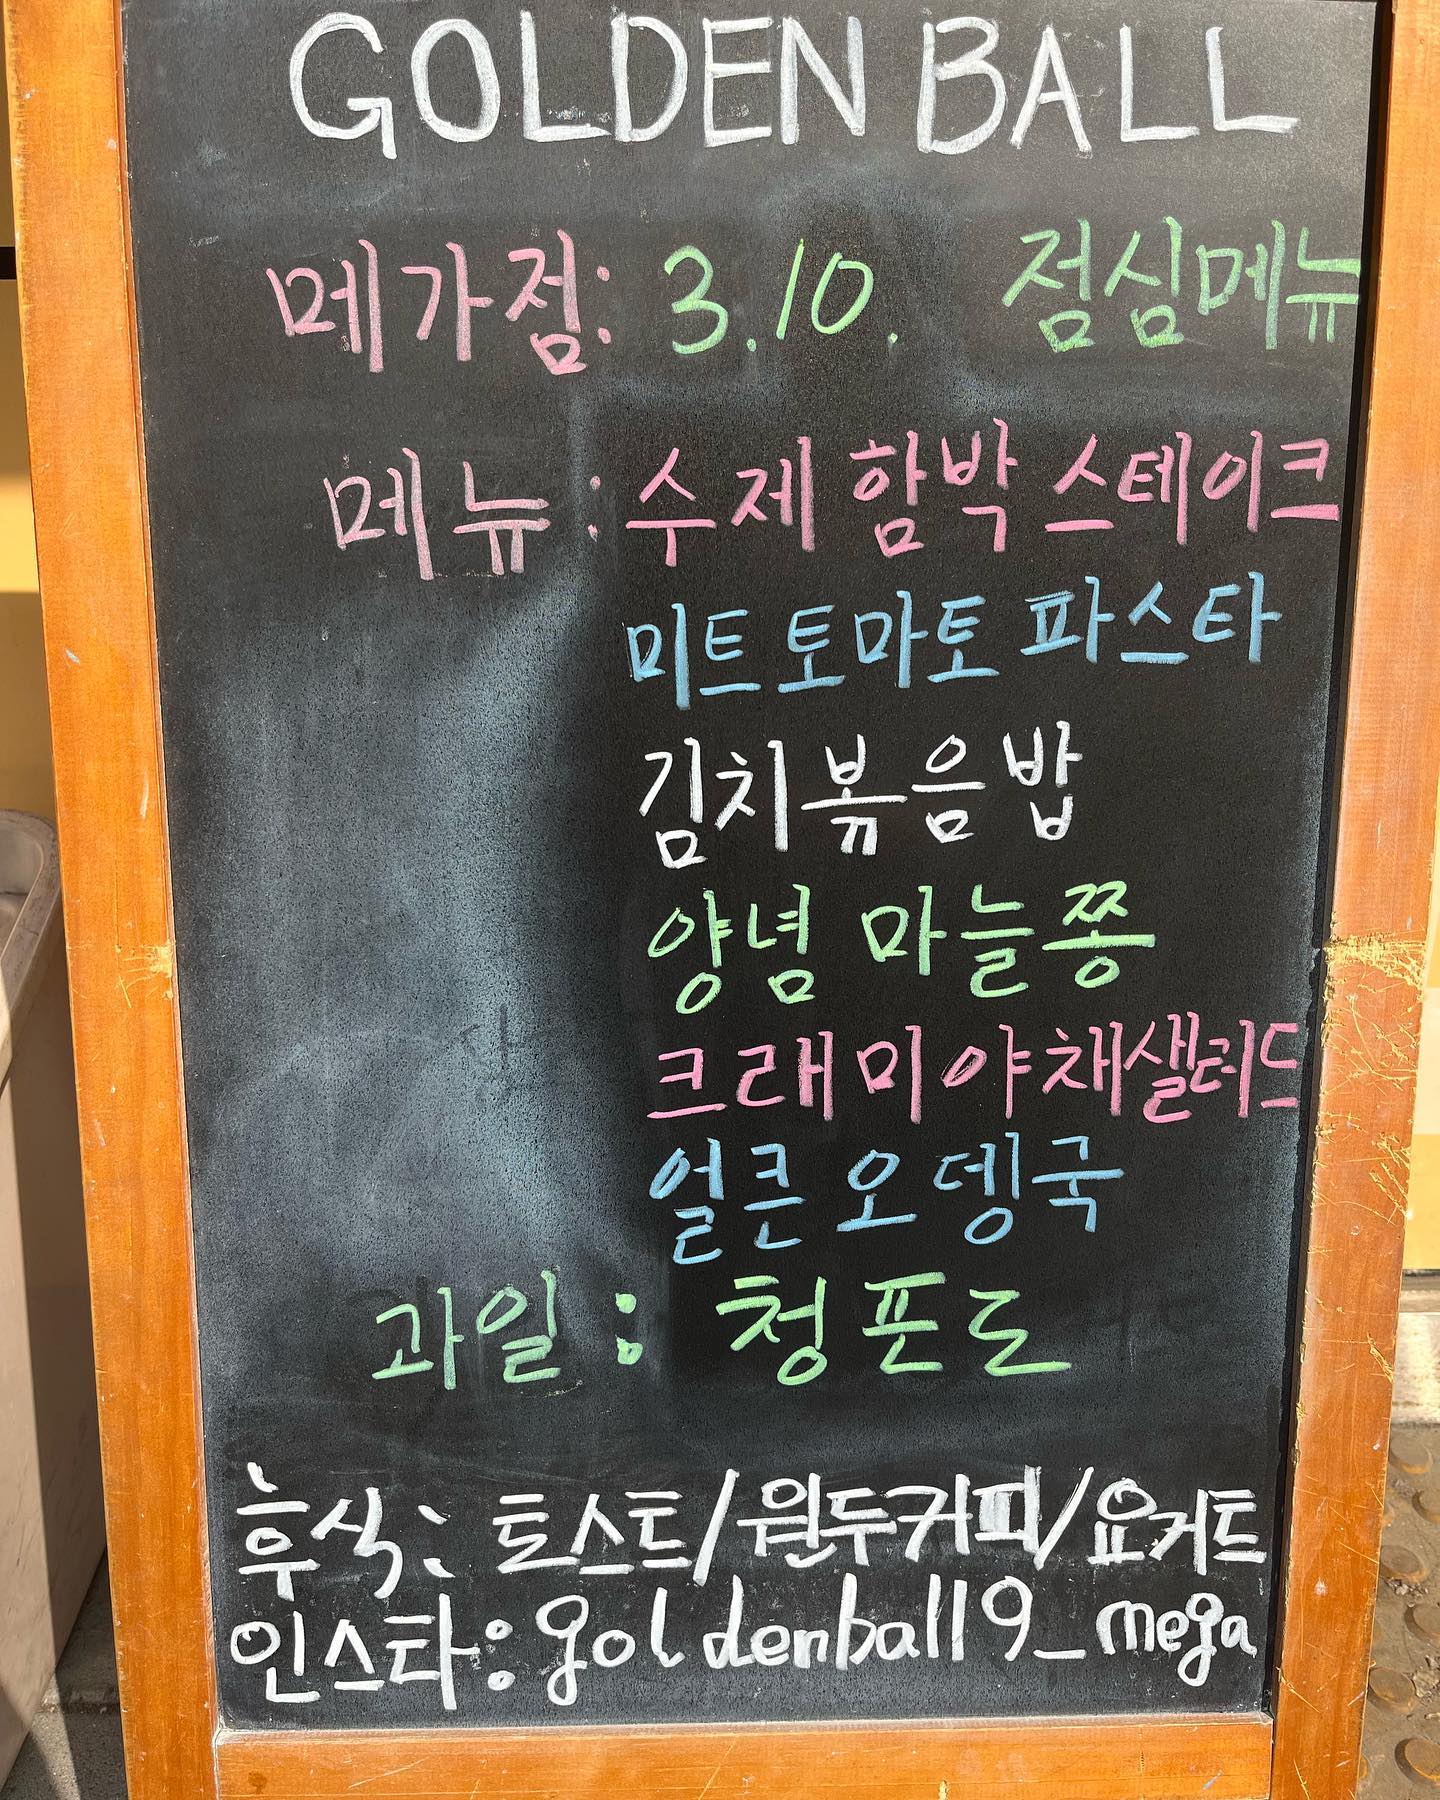 GOLDEN BALL
메가점: 3.10. 점심메뉴
메뉴: 수제 함박 스테이크
미트 토마토 파스타
김치볶음밥
양념 마늘쫑
크래미 야채샐러드
얼큰 오뎅국
과일: 청포도
후식: 토스트/원두커피/요거트
인스타: goldenball19_mega